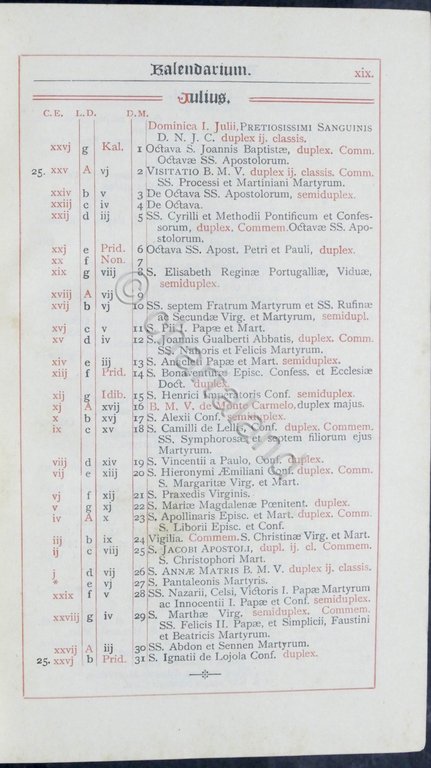 Kalendarium. xix.
Julius.
C. E. L. D. D. M.
Dominica I. Julii, PRETIOSISSIMI SANGUINIS
D. N. J. C. duplex ij. classis.
xxvj g Kal. 1 Octava S. Joannis Baptistæ, duplex. Comm.
Octavæ SS. Apostolorum.
25. xxv A vj 2 VISITATIO B. M. V. duplex ij. classis. Comm.
SS. Processi et Martiniani Martyrum.
xxiv b v 3 De Octava SS. Apostolorum, semiduplex.
xxiij c iv 4 De Octava.
xxij d iij 5 SS. Cyrilli et Methodii Pontificum et Confes-
sorum, duplex. Commem. Octavæ SS. Apo-
stolorum.
xxj e Prid. 6 Octava SS. Apost. Petri et Pauli, duplex.
xx f Non. 7
xix g viij 8 S. Elisabeth Reginæ Portugalliæ, Viduæ,
semiduplex.
xviij A vij 9
xvij b vj 10 SS. septem Fratrum Martyrum et SS. Rufinæ
ac Secundæ Virg. et Martyrum, semidupl.
xvj c v 11 S. Pii I. Papæ et Mart.
xv d iv 12 S. Joannis Gualberti Abbatis, duplex. Comm.
SS. Naboris et Felicis Martyrum.
xiv e iij 13 S. Anacleti Papæ et Mart. semiduplex.
xiij f Prid. 14 S. Bonaventuræ Episc. Confess. et Ecclesiæ
Doct. duplex.
xij g Idib. 15 S. Henrici Imperatoris Conf. semiduplex.
xj A xvij 16 B. M. V. de Monte Carmelo, duplex majus.
x b xvj 17 S. Alexii Conf. semiduplex.
ix c xv 18 S. Camilli de Lellis Conf. duplex. Commem.
SS. Symphorosæ et septem filiorum ejus
Martyrum.
viij d xiv 19 S. Vincentii a Paulo, Conf. duplex.
vij e xiij 20 S. Hieronymi Æmiliani Conf. duplex. Comm.
S. Margaritæ Virg. et Mart.
vj f xij 21 S. Praxedis Virginis.
v g xj 22 S. Mariæ Magdalenæ Pœnitent. duplex.
iv A x 23 S. Apollinaris Episc. et Mart. duplex. Comm.
S. Liborii Episc. et Conf.
iij b ix 24 Vigilia. Commem. S. Christinæ Virg. et Mart.
ij c viij 25 S. JACOBI APOSTOLI, dupl. ij. cl. Commem.
S. Christophori Mart.
j d vij 26 S. ANNÆ MATRIS B. M. V. duplex ij. classis.
* e vj 27 S. Pantaleonis Martyris.
xxix f v 28 SS. Nazarii, Celsi, Victoris I. Papæ Martyrum
ac Innocentii I. Papæ et Conf. semiduplex.
xxviij g iv 29 S. Marthæ Virg. semiduplex. Commem.
SS. Felicis II. Papæ, et Simplicii, Faustini
et Beatricis Martyrum.
xxvij A iij 30 SS. Abdon et Sennen Martyrum.
25. xxvj b Prid. 31 S. Ignatii de Lojola Conf. duplex.